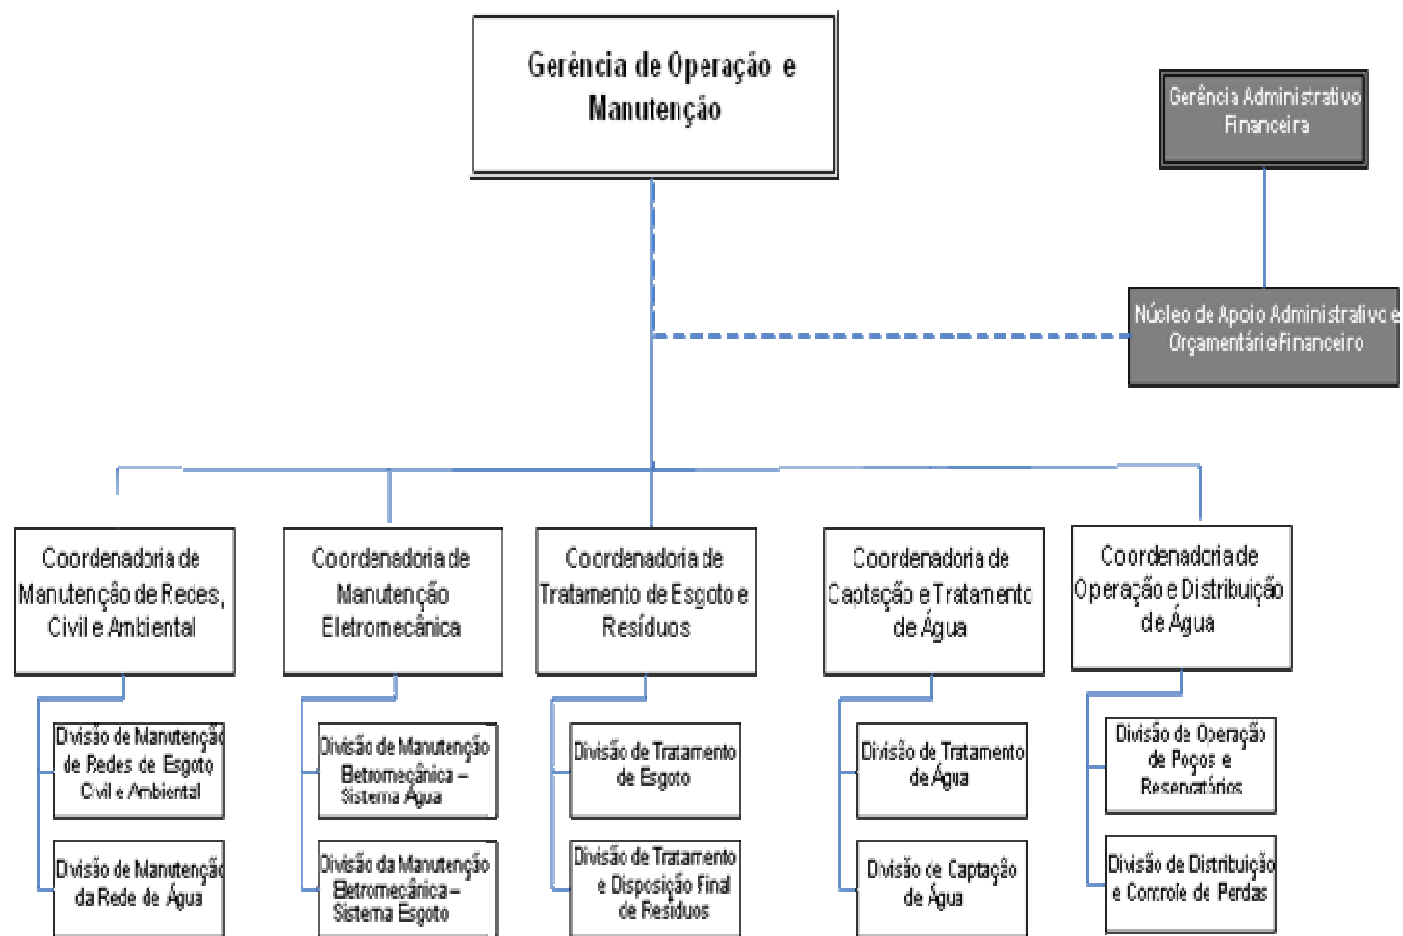 Gerência de Operação e
Manutenção
Gerência Administrativo
Financeira
Núcleo de Apoio Administrativo e
Orçamentário-Financeiro
Coordenadoria de
Manutenção de Redes,
Civil e Ambiental
Coordenadoria de
Manutenção
Eletromecânica
Coordenadoria de
Tratamento de Esgoto e
Resíduos
Coordenadoria de
Captação e Tratamento
de Água
Coordenadoria de
Operação e Distribuição
de Água
Divisão de Manutenção
de Redes de Esgoto
Civil e Ambiental
Divisão de Manutenção
Eletromecânica –
Sistema Água
Divisão de Tratamento
de Esgoto
Divisão de Tratamento
de Água
Divisão de Operação
de Poços e
Reservatórios
Divisão de Manutenção
da Rede de Água
Divisão da Manutenção
Eletromecânica –
Sistema Esgoto
Divisão de Tratamento
e Disposição Final
de Resíduos
Divisão de Captação
de Água
Divisão de Distribuição
e Controle de Perdas